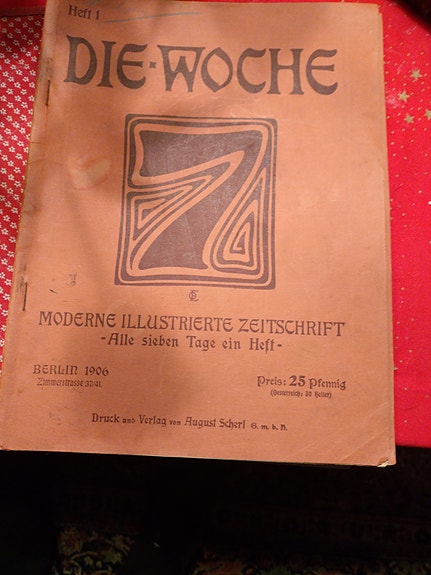 Heft 1
DIE-WOCHE
7
MODERNE ILLUSTRIERTE ZEITSCHRIFT
-Alle sieben Tage ein Heft-
BERLIN 1906
Zimmerstrasse 37/41.
Preis: 25 Pfennig
(Oesterreich: 30 Heller)
Druck und Verlag von August Scherl G. m. b. H.